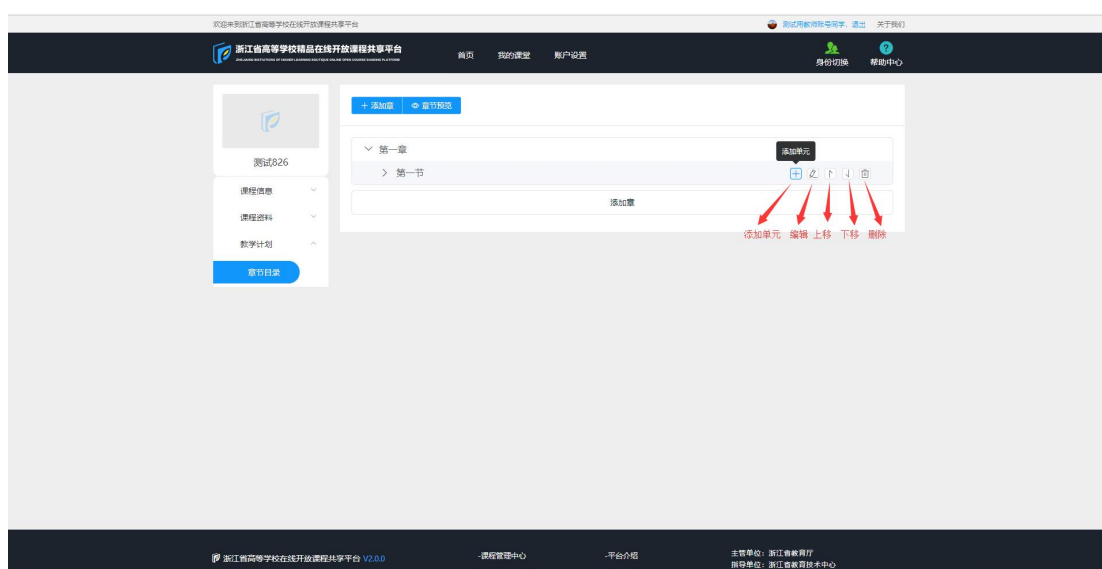 欢迎来到浙江省高等学校在线开放课程共享平台
测试用教师账号同学, 退出 关于我们
浙江省高等学校精品在线开放课程共享平台
首页 我的课堂 账户设置
身份切换 帮助中心
+ 添加章 章节预览
测试826
第一章
添加单元
第一节
课程信息
课程资料
教学计划
章节目录
添加章
添加单元 编辑 上移 下移 删除
浙江省高等学校在线开放课程共享平台 V2.0.0
-课程管理中心
-平台介绍
主管单位: 浙江省教育厅
指导单位: 浙江省教育技术中心